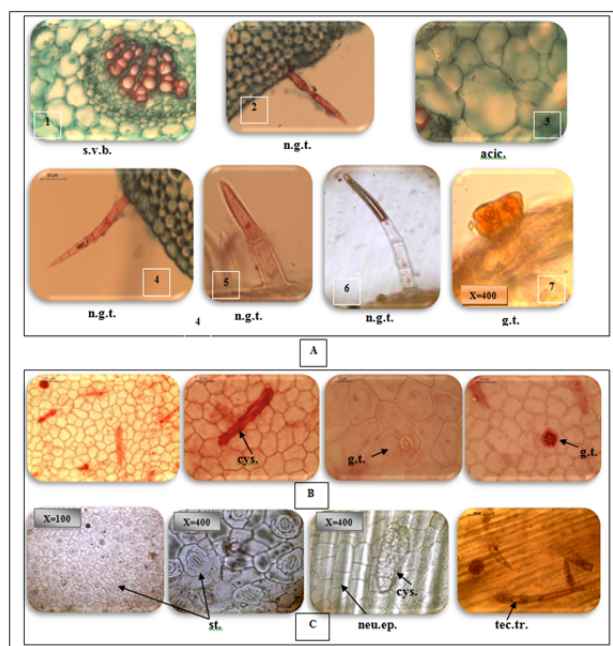 1
2
3
s.v.b.
n.g.t.
acic.
4
5
6
X=400
7
n.g.t.
n.g.t.
n.g.t.
g.t.
4
A
cys.
g.t.
g.t.
B
X=100
X=400
X=400
cys.
st.
neu.ep.
tec.tr.
C